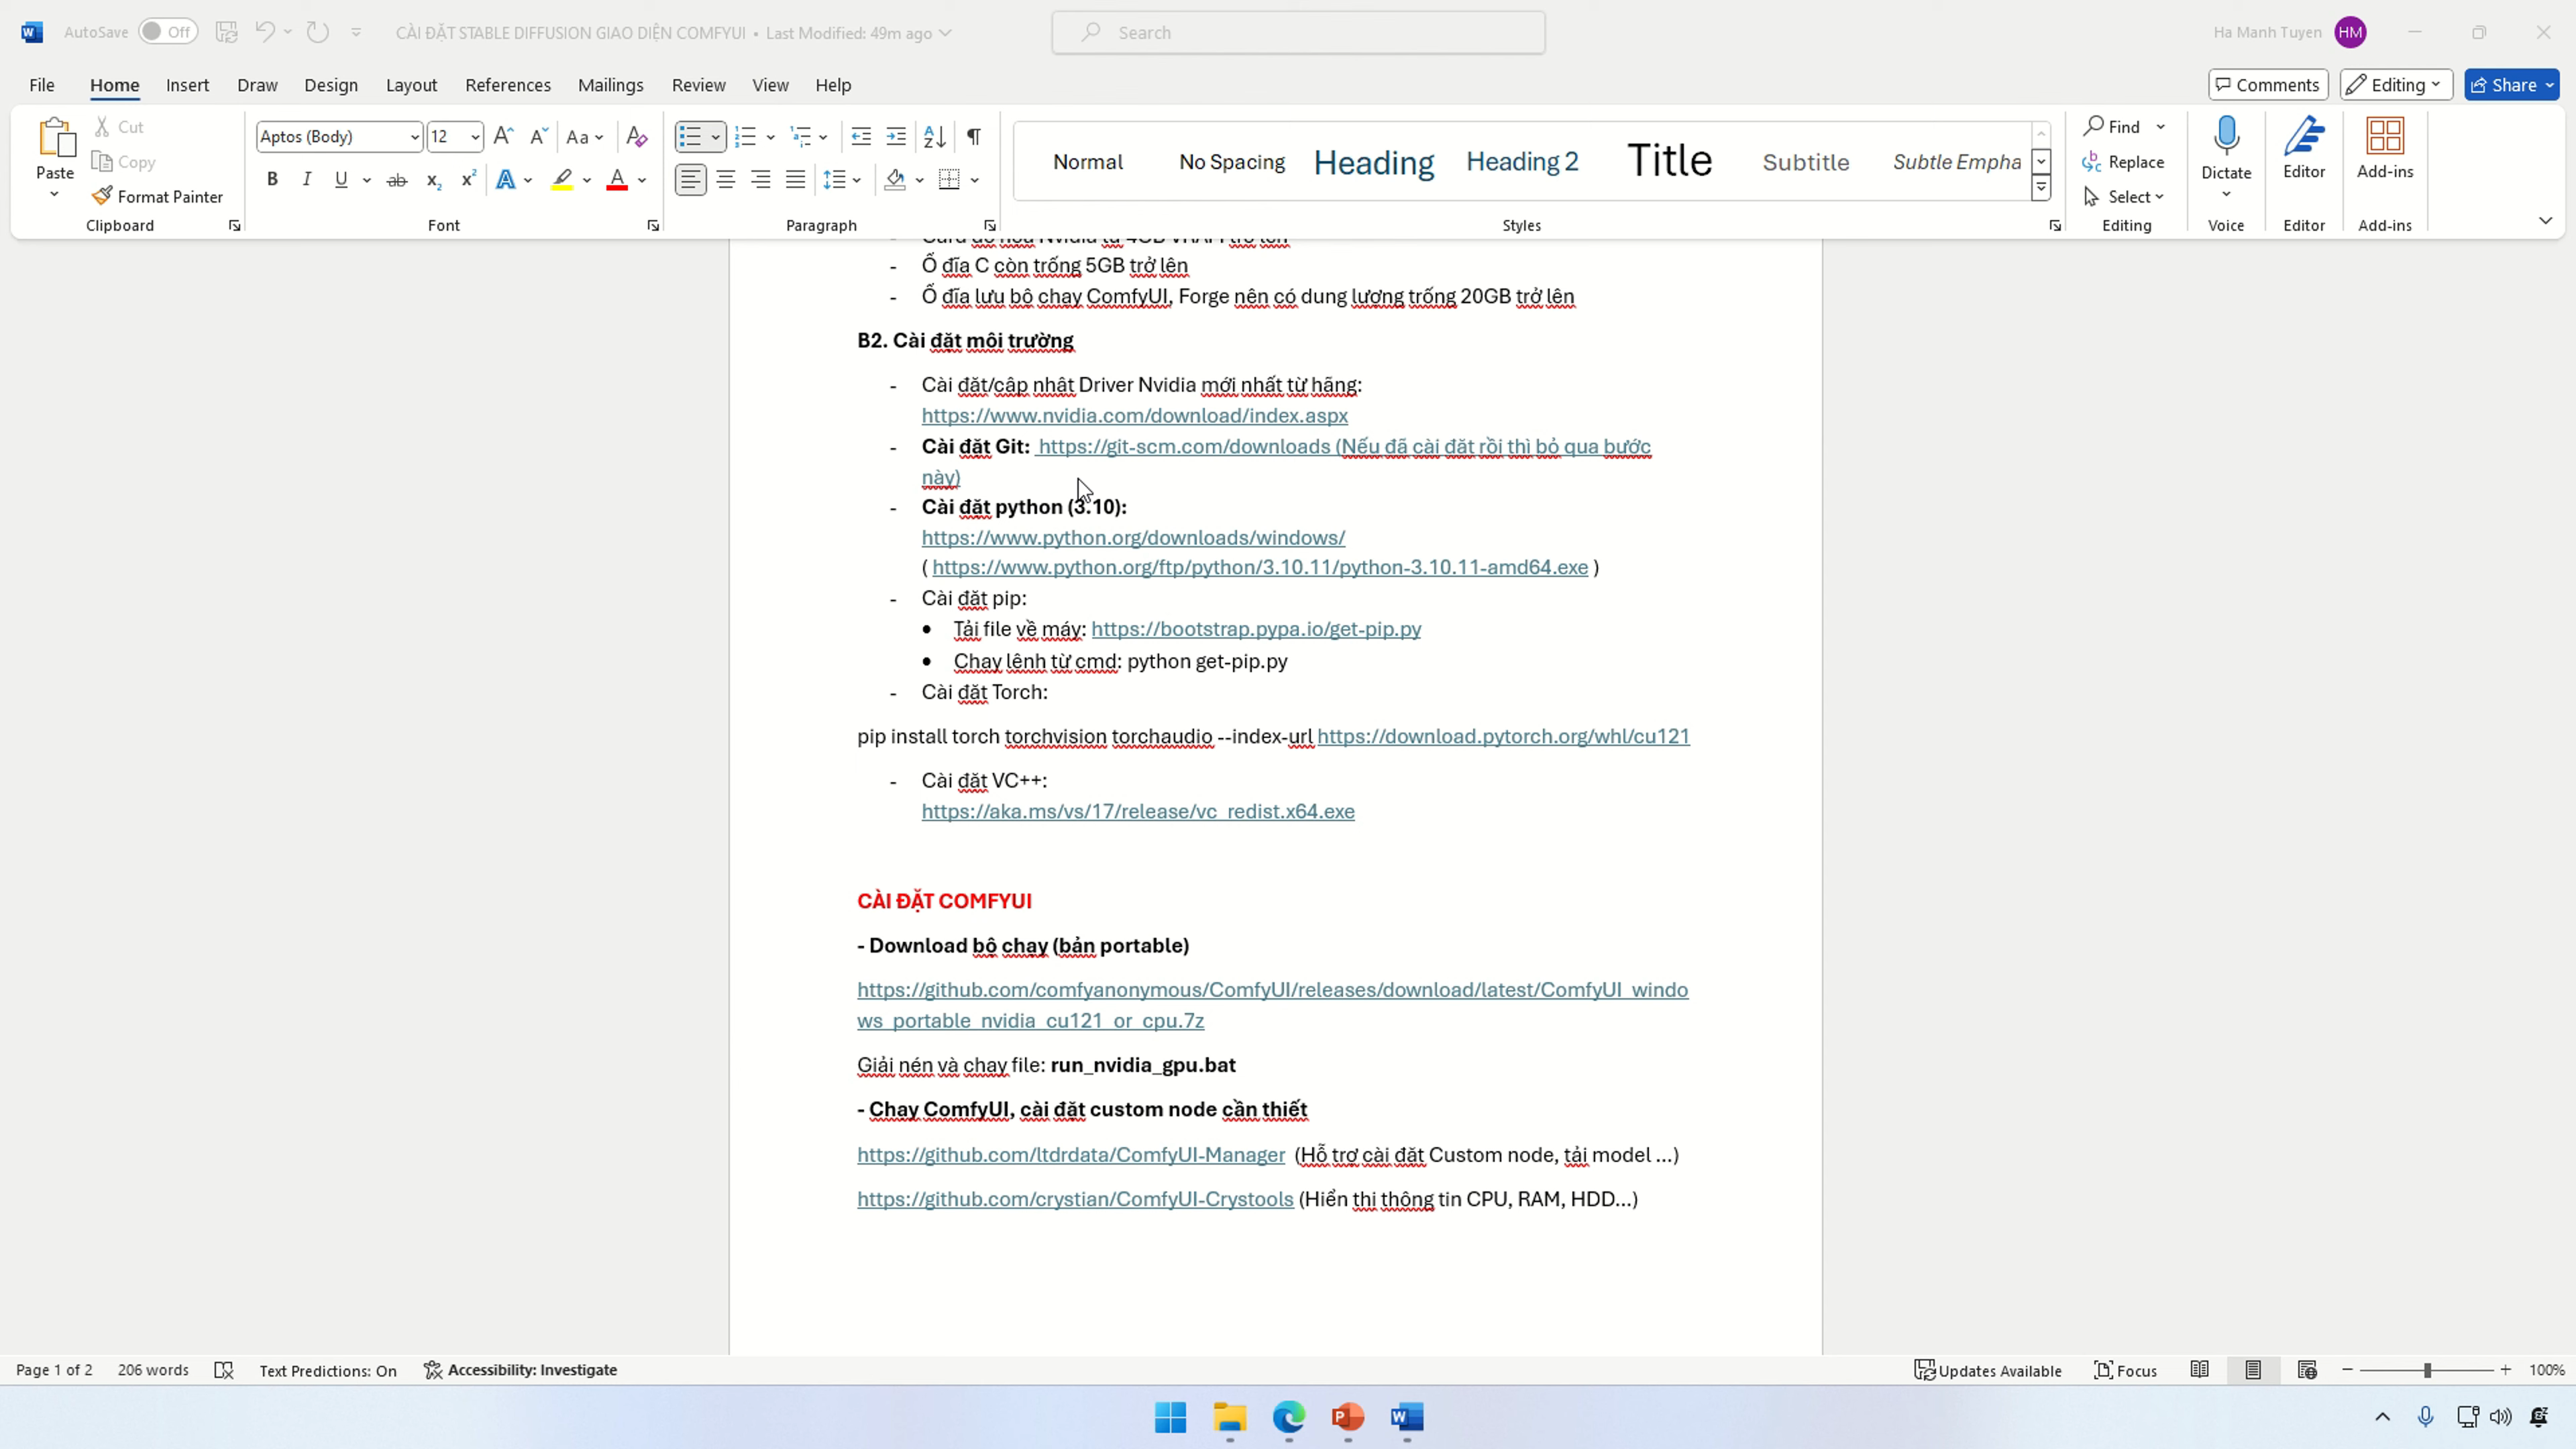 AutoSave Off CÀI ĐẶT STABLE DIFFUSION GIAO DIỆN COMFYUI • Last Modified: 49m ago Search Ha Manh Tuyen HM
File Home Insert Draw Design Layout References Mailings Review View Help Comments Editing Share
Paste Cut Copy Format Painter
Aptos (Body) 12
Normal No Spacing Heading Heading 2 Title Subtitle Subtle Empha
Find Replace Select Dictate Editor Add-ins
Clipboard Font Paragraph Styles Editing Voice Editor Add-ins
- Card đồ họa Nvidia từ 4GB VRAM trở lên
- Ổ đĩa C còn trống 5GB trở lên
- Ổ đĩa lưu bộ chạy ComfyUI, Forge nên có dung lượng trống 20GB trở lên
B2. Cài đặt môi trường
- Cài đặt/cập nhật Driver Nvidia mới nhất từ hãng:
https://www.nvidia.com/download/index.aspx
- Cài đặt Git: https://git-scm.com/downloads (Nếu đã cài đặt rồi thì bỏ qua bước
này)
- Cài đặt python (3.10):
https://www.python.org/downloads/windows/
( https://www.python.org/ftp/python/3.10.11/python-3.10.11-amd64.exe )
- Cài đặt pip:
• Tải file về máy: https://bootstrap.pypa.io/get-pip.py
• Chạy lệnh từ cmd: python get-pip.py
- Cài đặt Torch:
pip install torch torchvision torchaudio --index-url https://download.pytorch.org/whl/cu121
- Cài đặt VC++:
https://aka.ms/vs/17/release/vc_redist.x64.exe
CÀI ĐẶT COMFYUI
- Download bộ chạy (bản portable)
https://github.com/comfyanonymous/ComfyUI/releases/download/latest/ComfyUI_windo
ws_portable_nvidia_cu121_or_cpu.7z
Giải nén và chạy file: run_nvidia_gpu.bat
- Chạy ComfyUI, cài đặt custom node cần thiết
https://github.com/ltdrdata/ComfyUI-Manager (Hỗ trợ cài đặt Custom node, tải model …)
https://github.com/crystian/ComfyUI-Crystools (Hiển thị thông tin CPU, RAM, HDD…)
Page 1 of 2 206 words Text Predictions: On Accessibility: Investigate Updates Available Focus 100%